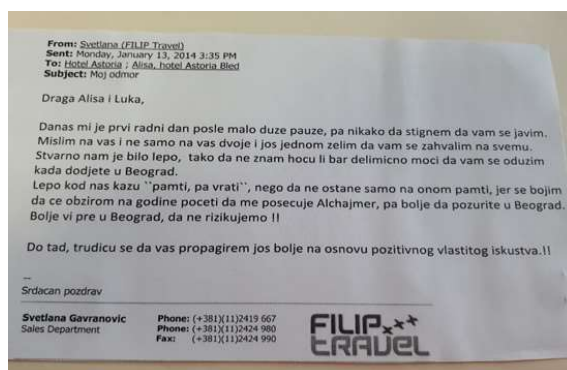 From: Svetlana (FILIP Travel)
Sent: Monday, January 13, 2014 3:35 PM
To: Hotel Astoria ; Alisa, hotel Astoria Bled
Subject: Moj odmor
Draga Alisa i Luka,
Danas mi je prvi radni dan posle malo duze pauze, pa nikako da stignem da vam se javim.
Mislim na vas i ne samo na vas dvoje i jos jednom zelim da vam se zahvalim na svemu.
Stvarno nam je bilo lepo, tako da ne znam hocu li bar delimicno moci da vam se oduzim
kada dodjete u Beograd.
Lepo kod nas kazu ``pamti, pa vrati``, nego da ne ostane samo na onom pamti, jer se bojim
da ce obzirom na godine poceti da me posecuje Alchajmer, pa bolje da pozurite u Beograd.
Bolje vi pre u Beograd, da ne rizikujemo !!
Do tad, trudicu se da vas propagirem jos bolje na osnovu pozitivnog vlastitog iskustva.!!
--
Srdacan pozdrav
Svetlana Gavranovic Phone: (+381)(11)2419 667
Sales Department Phone: (+381)(11)2424 980
Fax: (+381)(11)2424 990
FILIP
TRAVEL